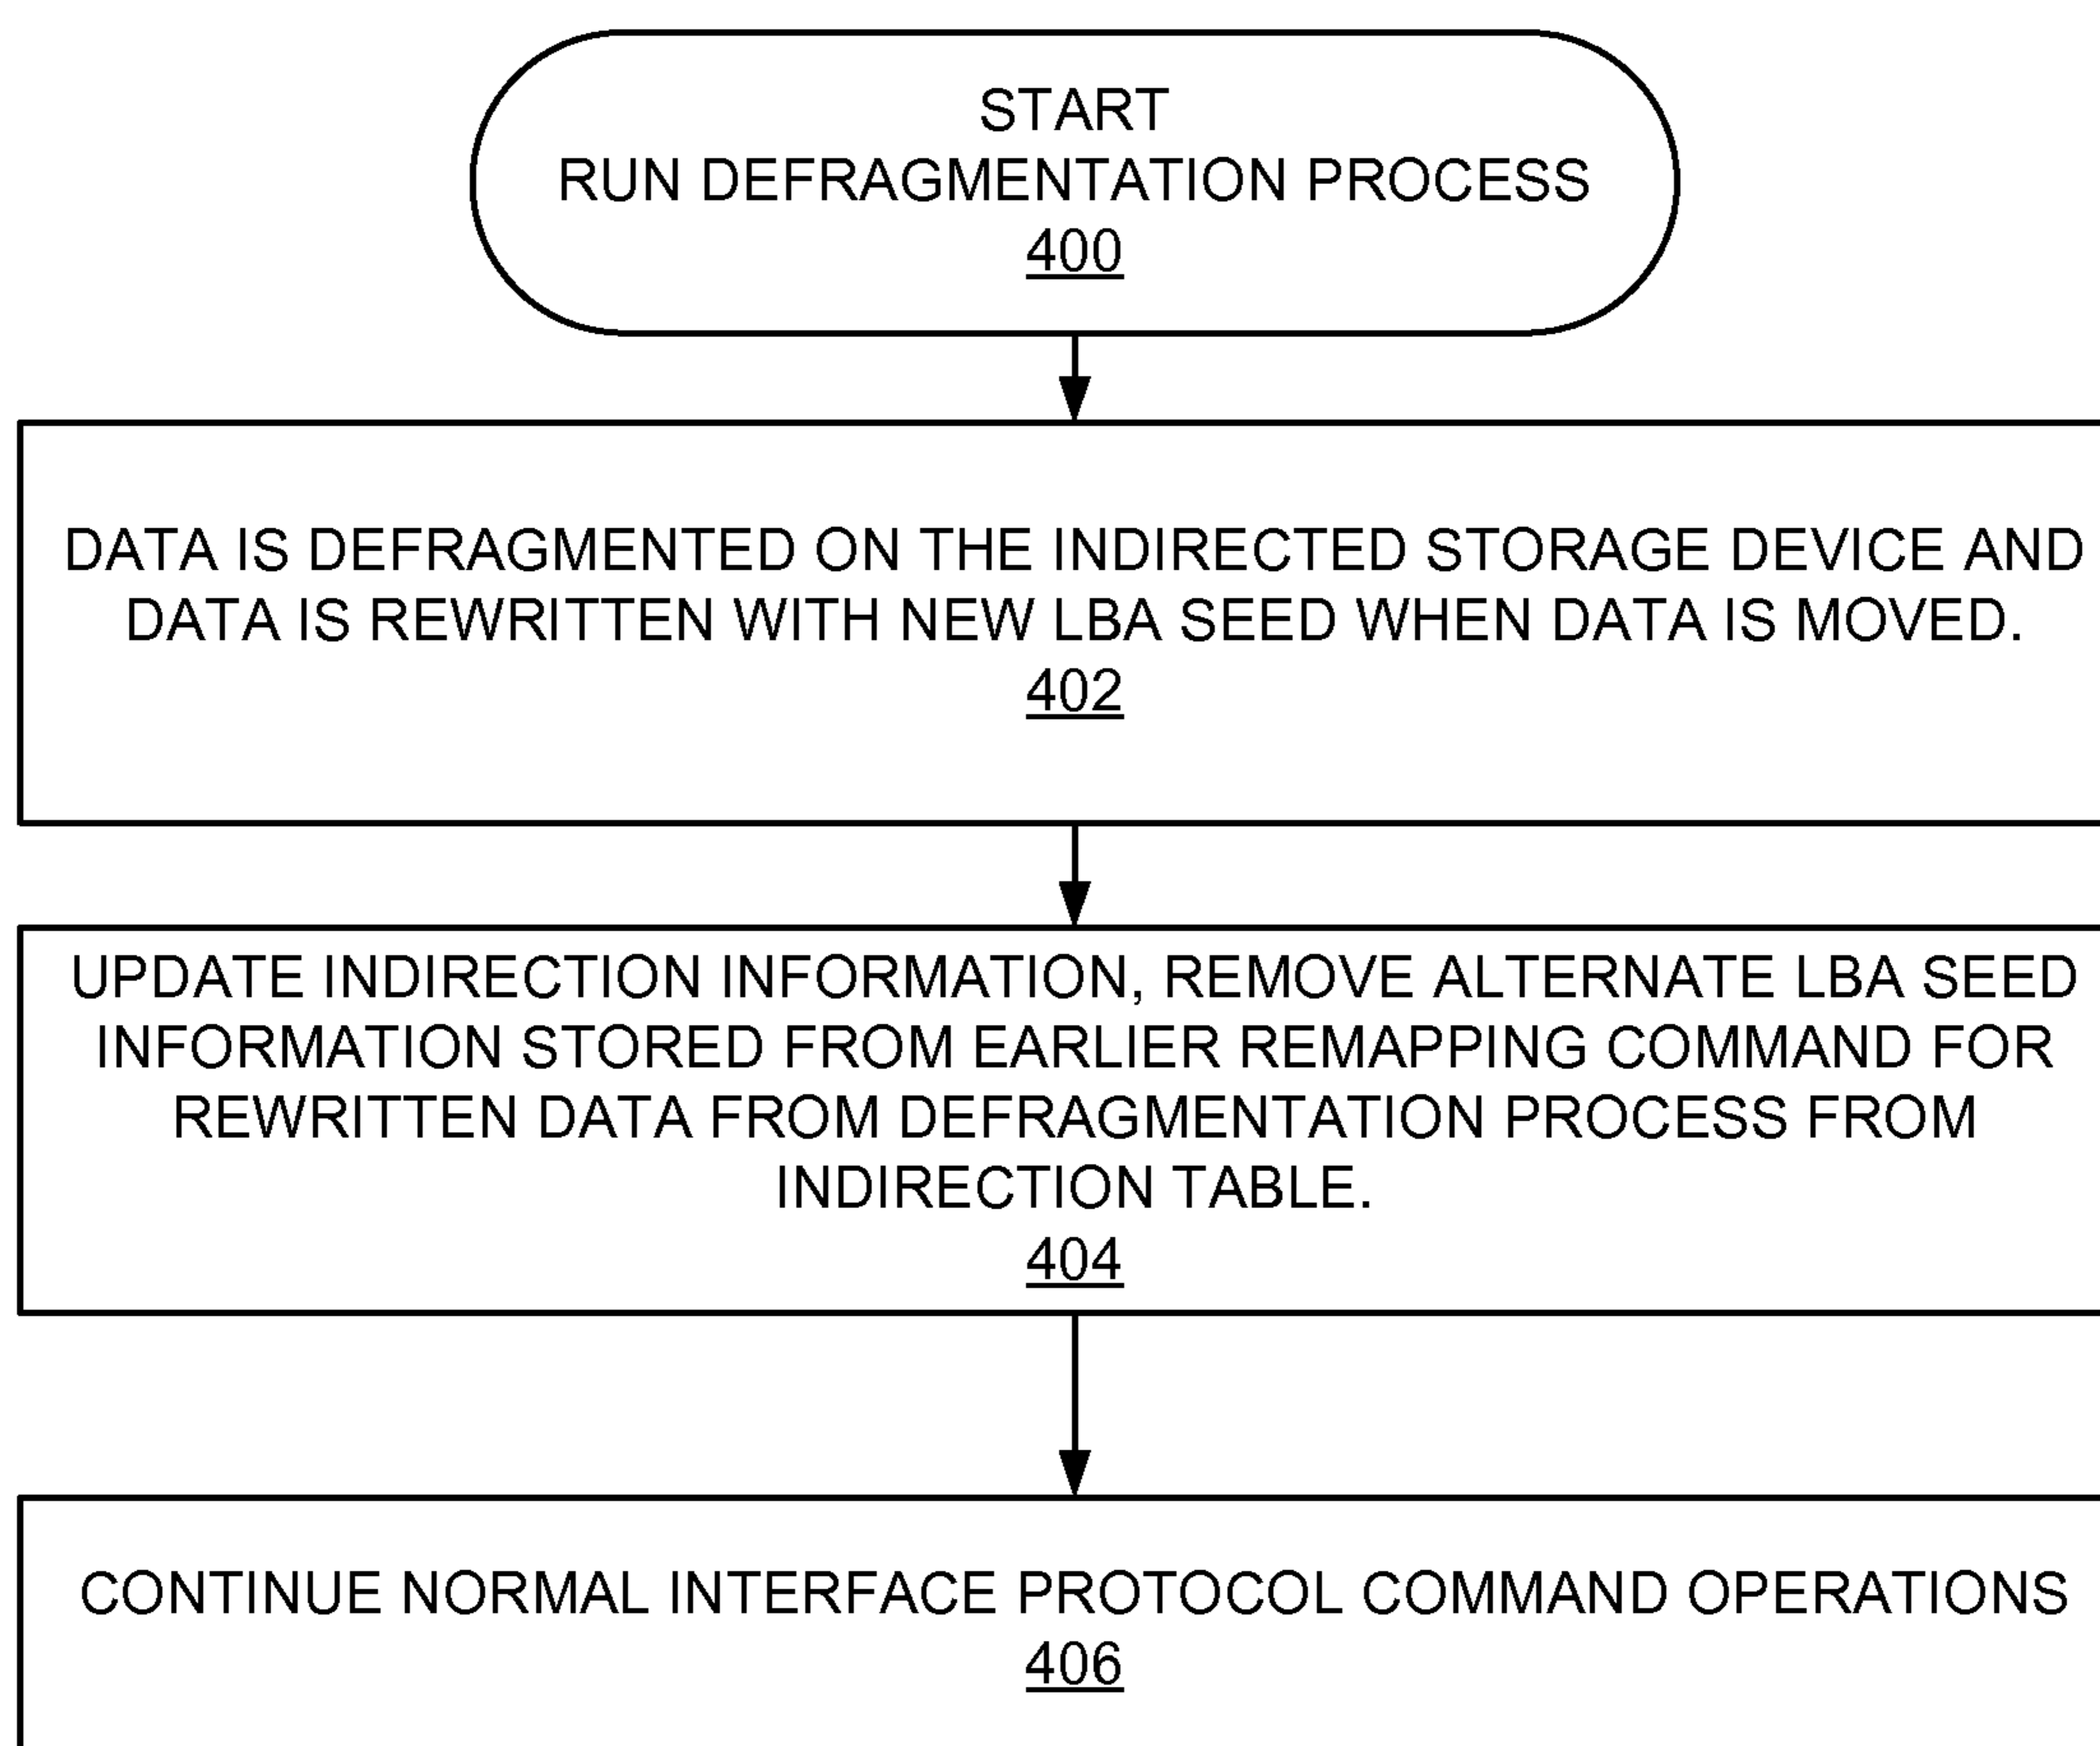 START
RUN DEFRAGMENTATION PROCESS
400
DATA IS DEFRAGMENTED ON THE INDIRECTED STORAGE DEVICE AND
DATA IS REWRITTEN WITH NEW LBA SEED WHEN DATA IS MOVED.
402
UPDATE INDIRECTION INFORMATION, REMOVE ALTERNATE LBA SEED
INFORMATION STORED FROM EARLIER REMAPPING COMMAND FOR
REWRITTEN DATA FROM DEFRAGMENTATION PROCESS FROM
INDIRECTION TABLE.
404
CONTINUE NORMAL INTERFACE PROTOCOL COMMAND OPERATIONS
406